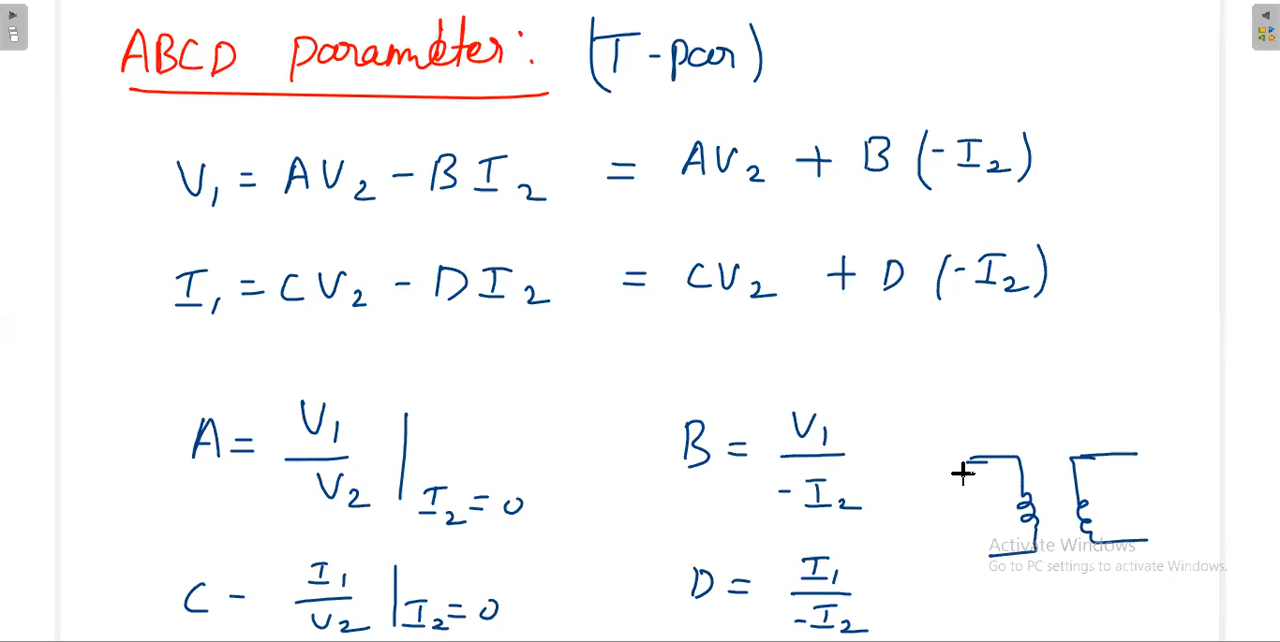 ABCD parameter: (T-par)
V₁ = AV₂ - BI₂ = AV₂ + B(-I₂)
I₁ = CV₂ - DI₂ = CV₂ + D(-I₂)
A = V₁/V₂ |I₂=0 B = V₁/-I₂
C - I₁/V₂ |I₂=0 D = I₁/-I₂
Activate Windows
Go to PC settings to activate Windows.